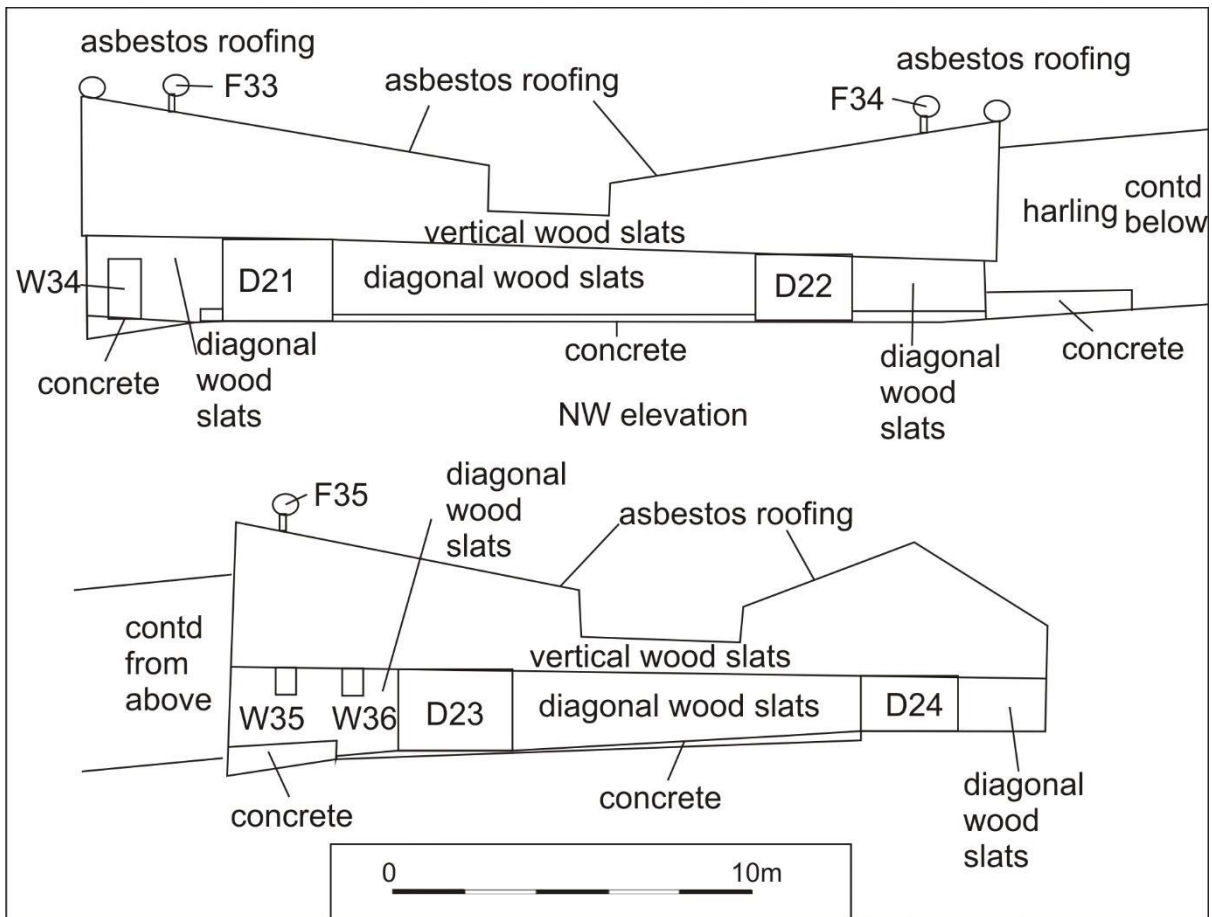 asbestos roofing
F33
asbestos roofing
F34
asbestos roofing
harling
contd
below
vertical wood slats
W34
D21
diagonal wood slats
D22
concrete
diagonal
wood
slats
concrete
diagonal
wood
slats
concrete
NW elevation
F35
diagonal
wood
slats
asbestos roofing
contd
from
above
vertical wood slats
W35
W36
D23
diagonal wood slats
D24
concrete
concrete
diagonal
wood
slats
0
10m